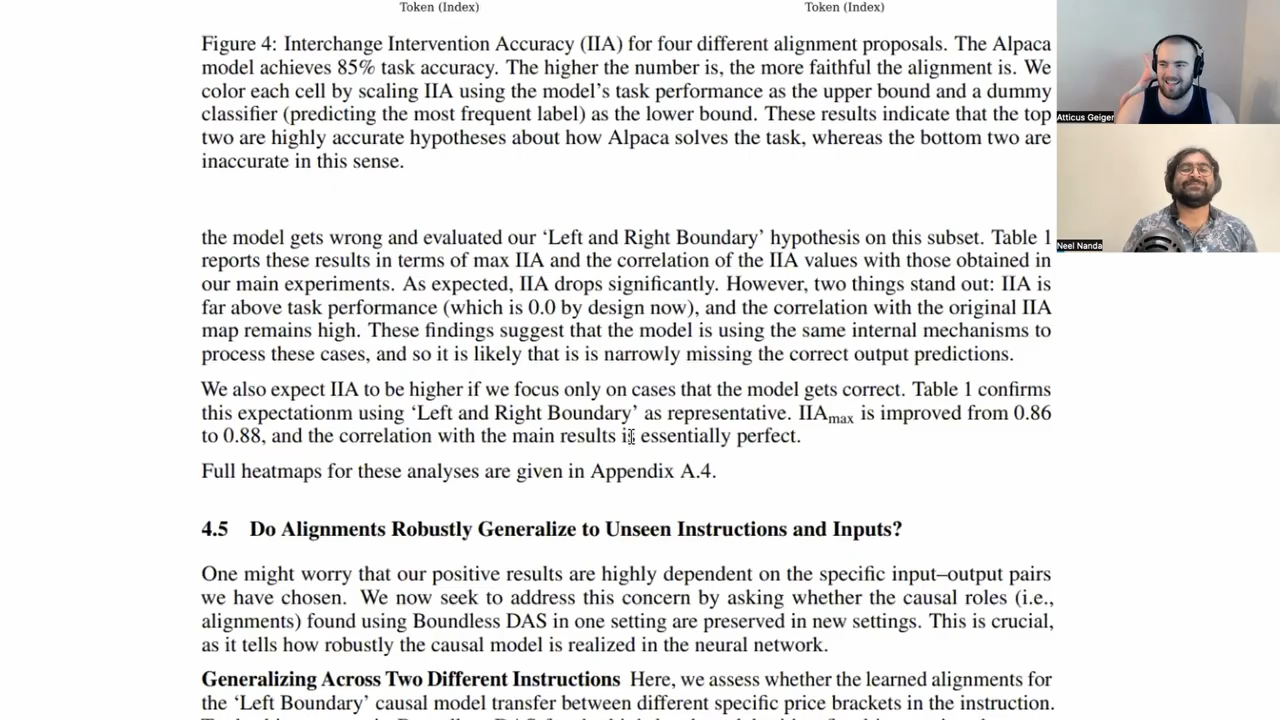 Token (Index)
Token (Index)
Figure 4: Interchange Intervention Accuracy (IIA) for four different alignment proposals. The Alpaca
model achieves 85% task accuracy. The higher the number is, the more faithful the alignment is. We
color each cell by scaling IIA using the model's task performance as the upper bound and a dummy
classifier (predicting the most frequent label) as the lower bound. These results indicate that the top
two are highly accurate hypotheses about how Alpaca solves the task, whereas the bottom two are
inaccurate in this sense.
Atticus Geiger
Neel Nanda
the model gets wrong and evaluated our ‘Left and Right Boundary’ hypothesis on this subset. Table 1
reports these results in terms of max IIA and the correlation of the IIA values with those obtained in
our main experiments. As expected, IIA drops significantly. However, two things stand out: IIA is
far above task performance (which is 0.0 by design now), and the correlation with the original IIA
map remains high. These findings suggest that the model is using the same internal mechanisms to
process these cases, and so it is likely that is is narrowly missing the correct output predictions.
We also expect IIA to be higher if we focus only on cases that the model gets correct. Table 1 confirms
this expectationm using ‘Left and Right Boundary’ as representative. IIAmax is improved from 0.86
to 0.88, and the correlation with the main results is essentially perfect.
Full heatmaps for these analyses are given in Appendix A.4.
4.5 Do Alignments Robustly Generalize to Unseen Instructions and Inputs?
One might worry that our positive results are highly dependent on the specific input–output pairs
we have chosen. We now seek to address this concern by asking whether the causal roles (i.e.,
alignments) found using Boundless DAS in one setting are preserved in new settings. This is crucial,
as it tells how robustly the causal model is realized in the neural network.
Generalizing Across Two Different Instructions Here, we assess whether the learned alignments for
the ‘Left Boundary’ causal model transfer between different specific price brackets in the instruction.